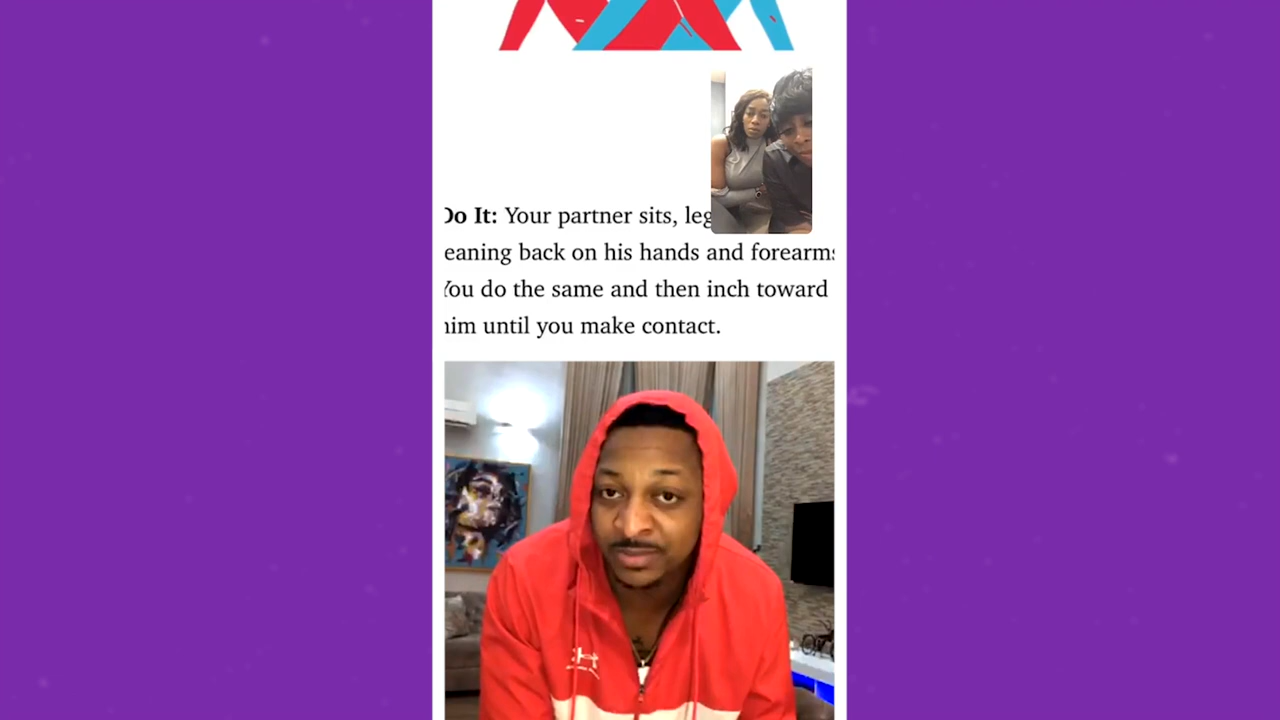 Do It: Your partner sits, leg
eaning back on his hands and forearms
You do the same and then inch toward
him until you make contact.